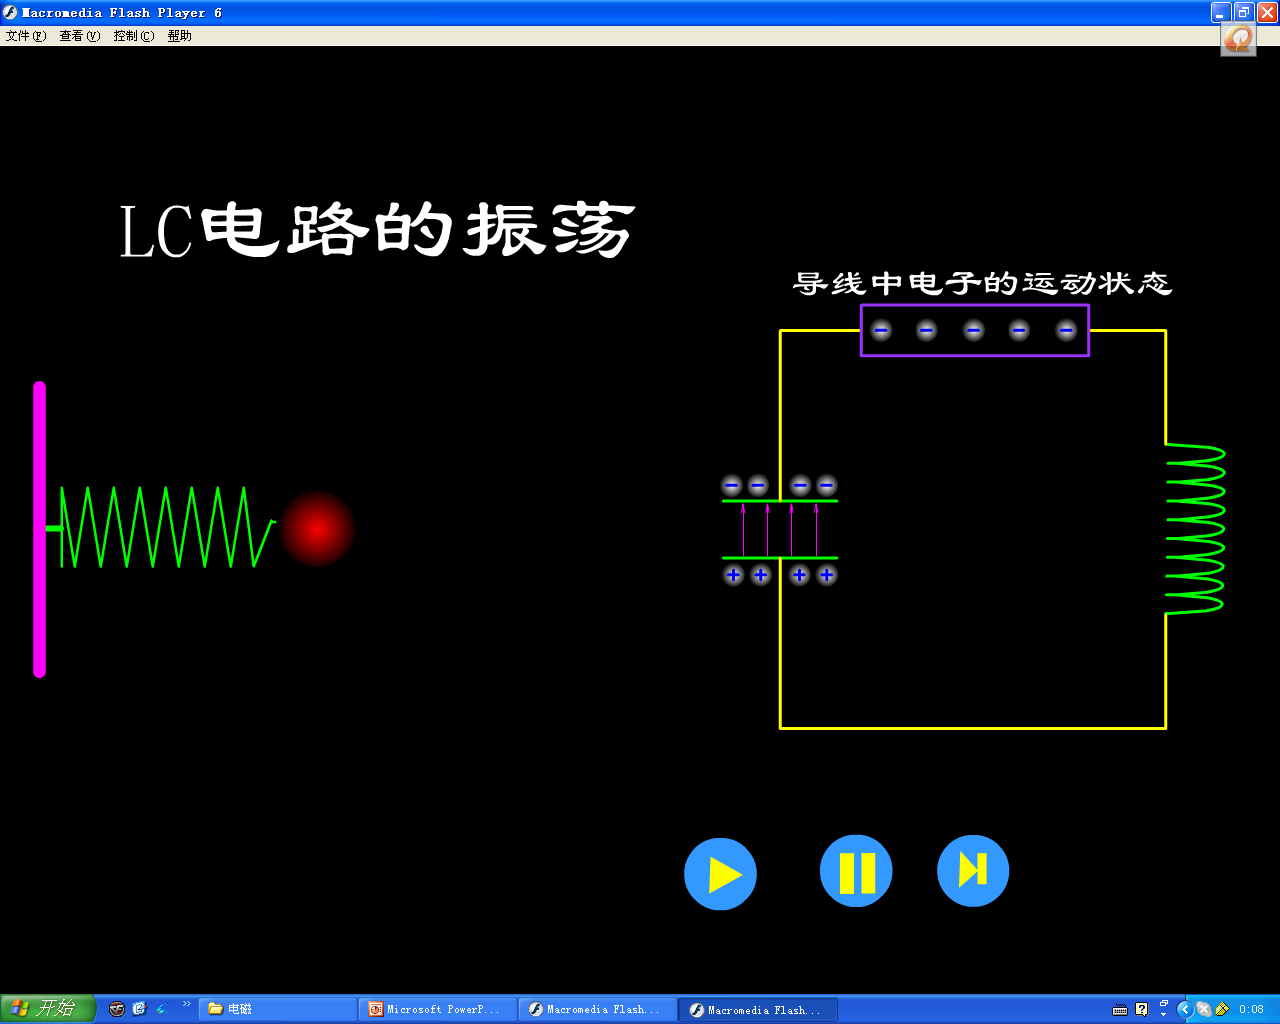 Macromedia Flash Player 6
文件(F) 查看(V) 控制(C) 帮助
LC电路的振荡
导线中电子的运动状态
开始 电磁 Microsoft PowerP... Macromedia Flash... Macromedia Flash... 0:08